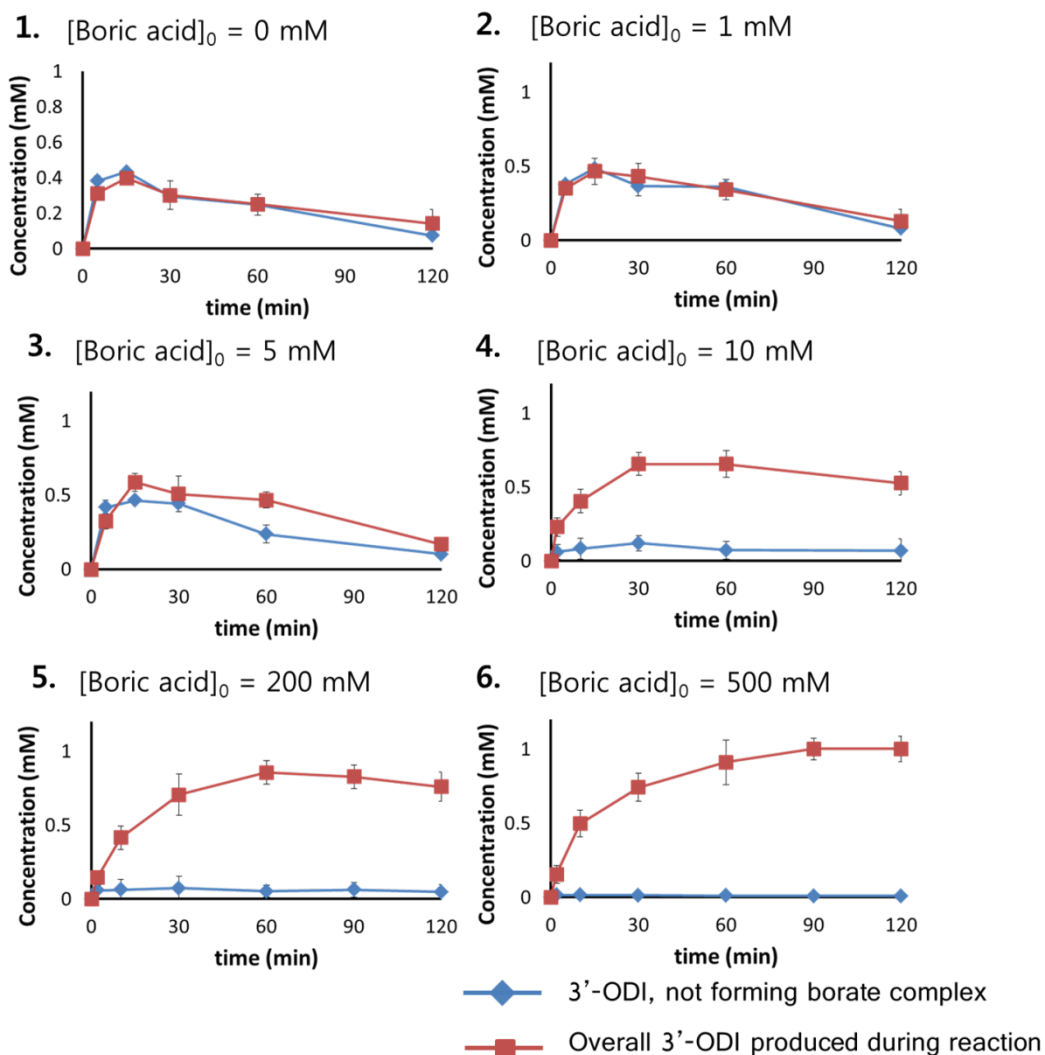 1. [Boric acid]₀ = 0 mM
Concentration (mM)
1
0.8
0.6
0.4
0.2
0
0 30 60 90 120
time (min)
2. [Boric acid]₀ = 1 mM
Concentration (mM)
1
0.5
0
0 30 60 90 120
time (min)
3. [Boric acid]₀ = 5 mM
Concentration (mM)
1
0.5
0
0 30 60 90 120
time (min)
4. [Boric acid]₀ = 10 mM
Concentration (mM)
1
0.5
0
0 30 60 90 120
time (min)
5. [Boric acid]₀ = 200 mM
Concentration (mM)
1
0.5
0
0 30 60 90 120
time (min)
6. [Boric acid]₀ = 500 mM
Concentration (mM)
1
0.5
0
0 30 60 90 120
time (min)
3’-ODI, not forming borate complex
Overall 3’-ODI produced during reaction